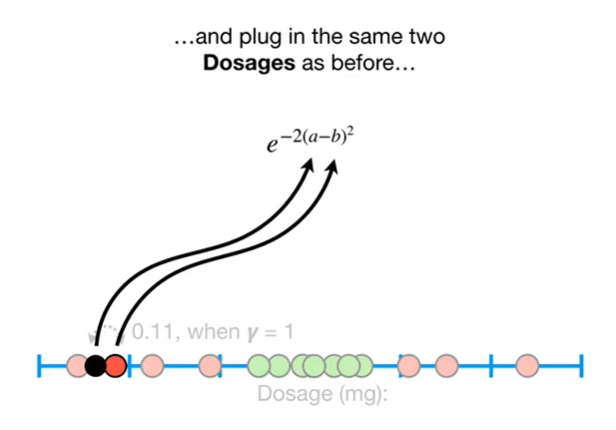 …and plug in the same two
Dosages as before…
e^{-2(a-b)^2}
0.11, when γ = 1
Dosage (mg):